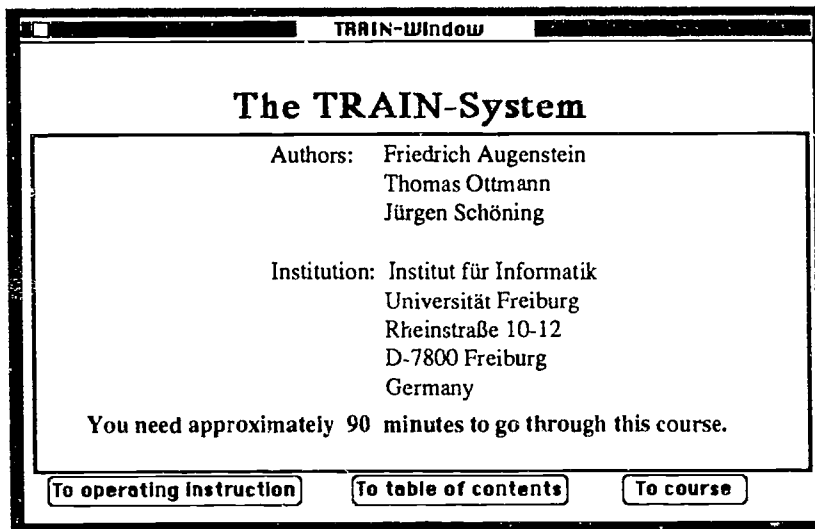 TRAIN-Window
The TRAIN-System
Authors: Friedrich Augenstein
Thomas Ottmann
Jürgen Schöning
Institution: Institut für Informatik
Universität Freiburg
Rheinstraße 10-12
D-7800 Freiburg
Germany
You need approximately 90 minutes to go through this course.
To operating instruction To table of contents To course